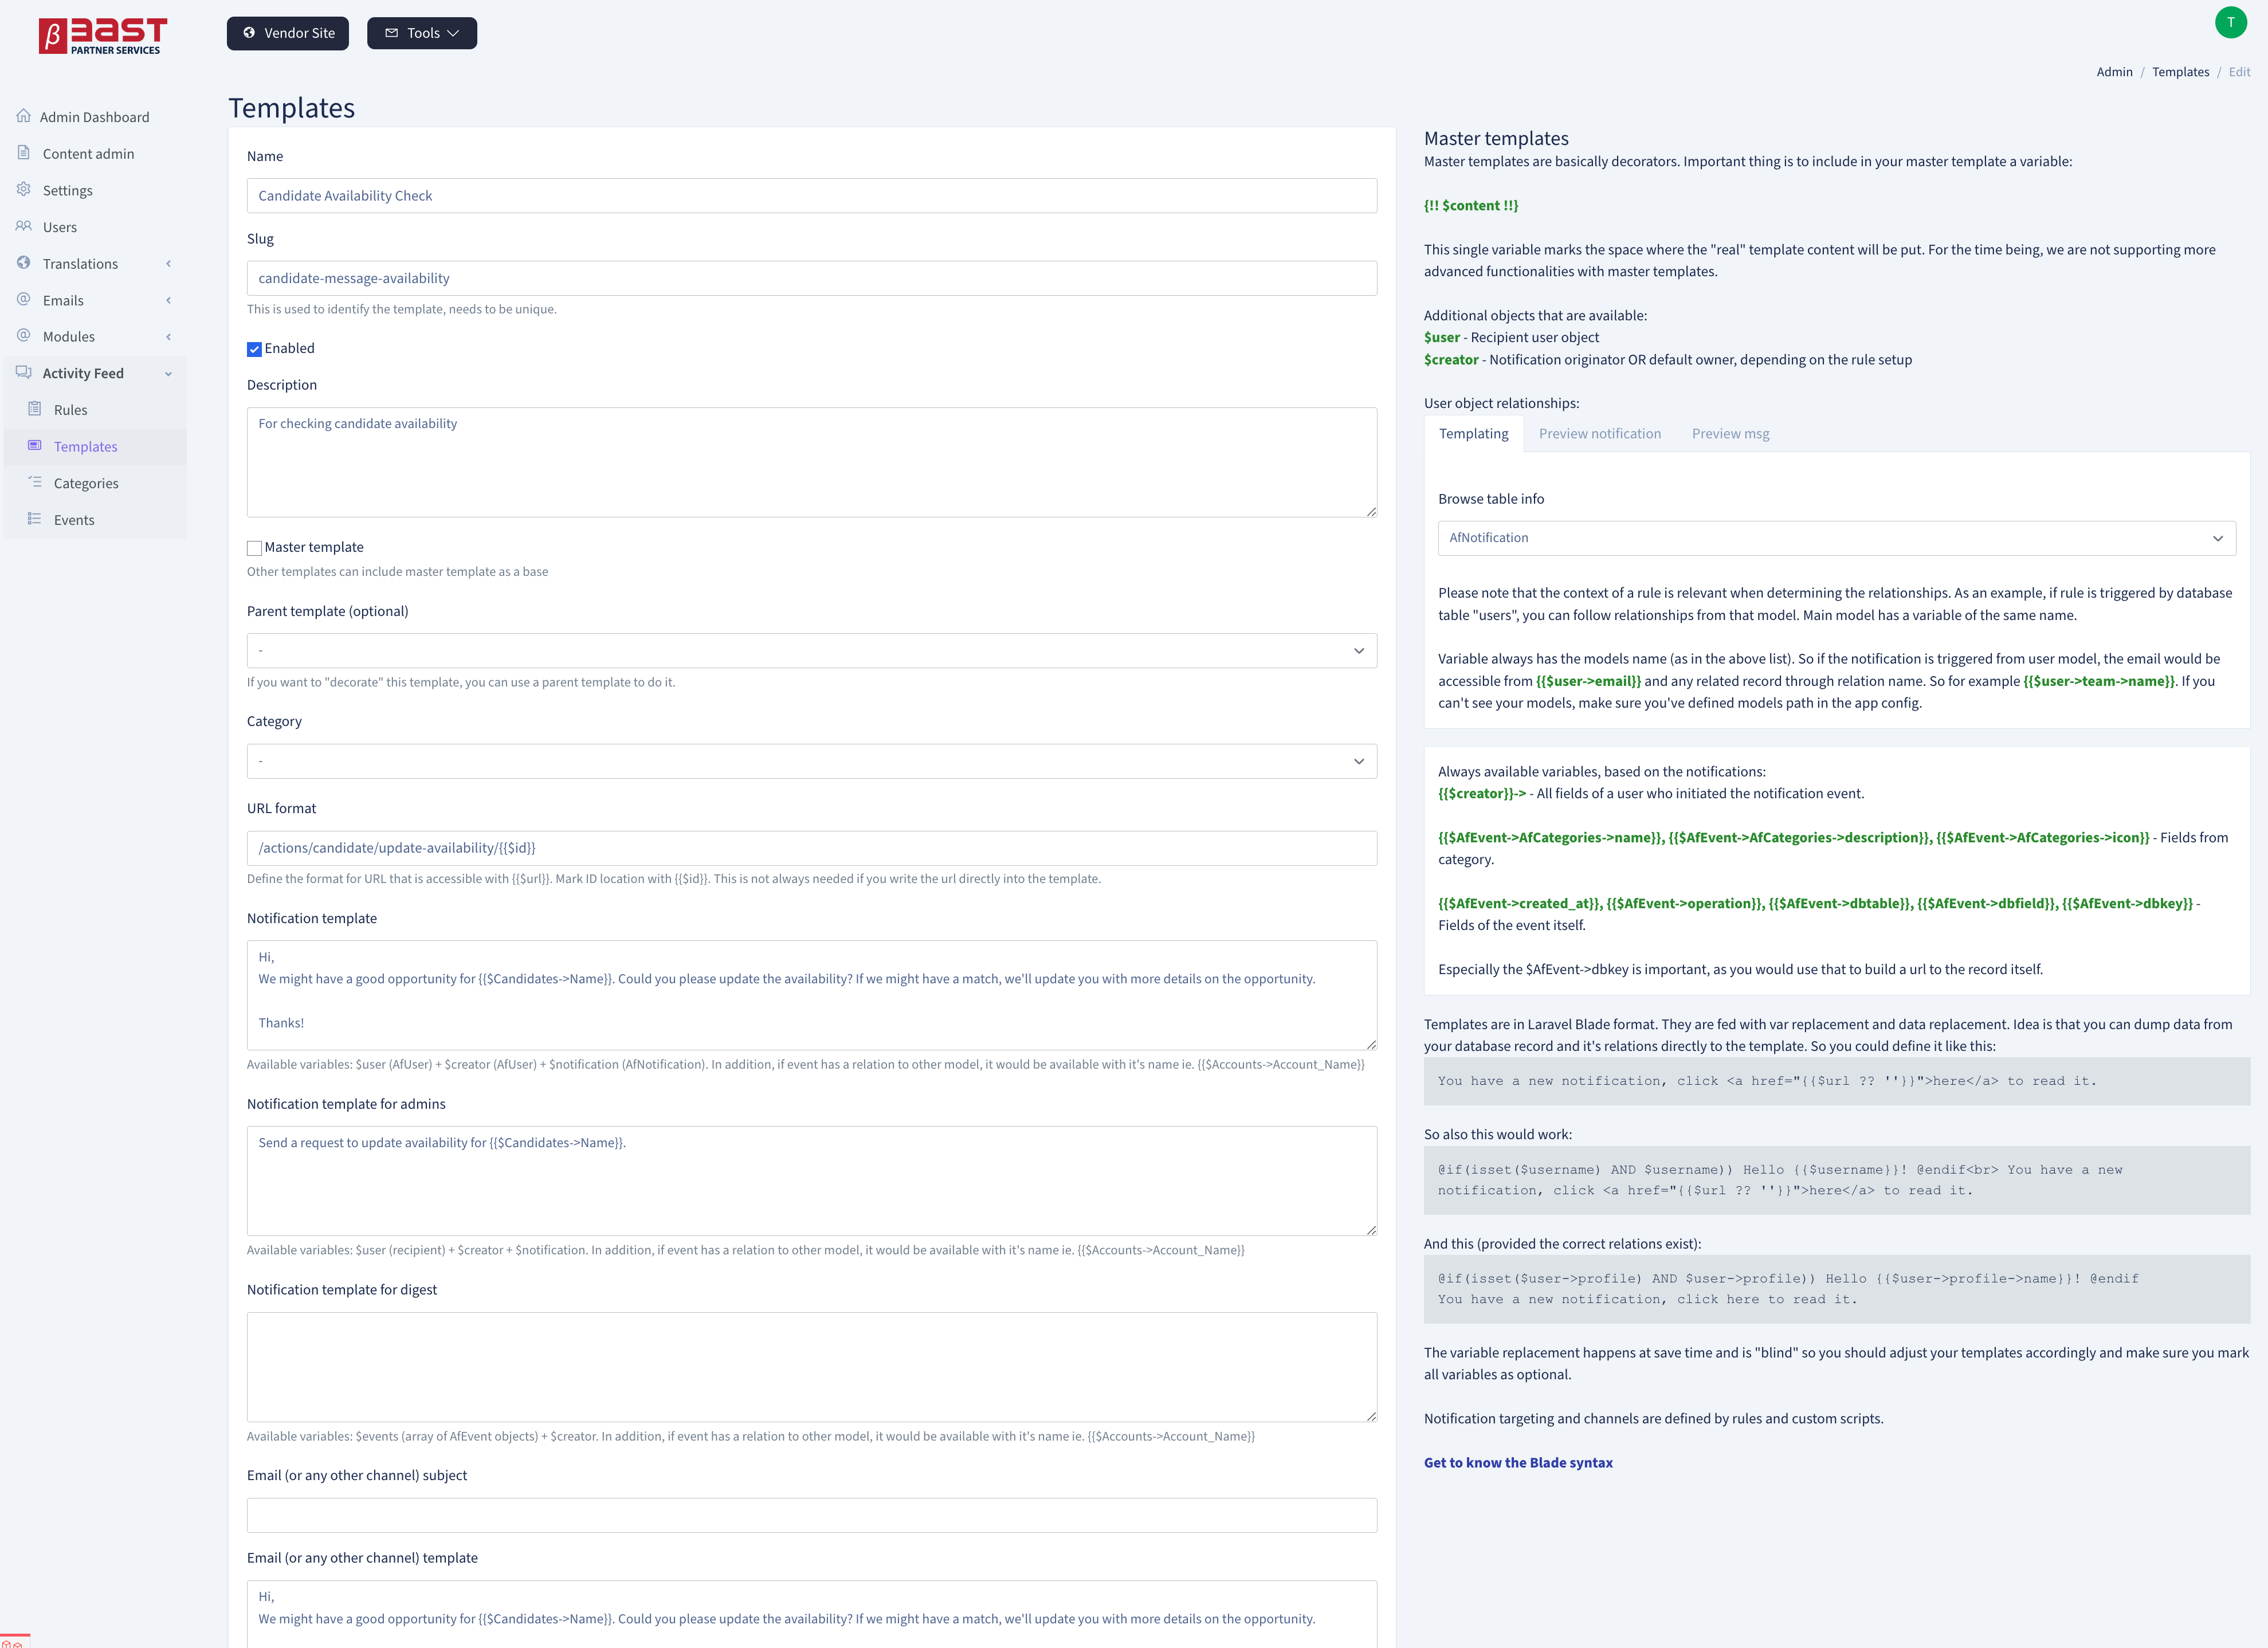 βEAST
PARTNER SERVICES
Vendor Site
Tools
T
Admin / Templates / Edit
Admin Dashboard
Content admin
Settings
Users
Translations
Emails
Modules
Activity Feed
Rules
Templates
Categories
Events
Templates
Name
Candidate Availability Check
Slug
candidate-message-availability
This is used to identify the template, needs to be unique.
Enabled
Description
For checking candidate availability
Master template
Other templates can include master template as a base
Parent template (optional)
-
If you want to "decorate" this template, you can use a parent template to do it.
Category
-
URL format
/actions/candidate/update-availability/{{$id}}
Define the format for URL that is accessible with {{$url}}. Mark ID location with {{$id}}. This is not always needed if you write the url directly into the template.
Notification template
Hi,
We might have a good opportunity for {{$Candidates->Name}}. Could you please update the availability? If we might have a match, we'll update you with more details on the opportunity.
Thanks!
Available variables: $user (AfUser) + $creator (AfUser) + $notification (AfNotification). In addition, if event has a relation to other model, it would be available with it's name ie. {{$Accounts->Account_Name}}
Notification template for admins
Send a request to update availability for {{$Candidates->Name}}.
Available variables: $user (recipient) + $creator + $notification. In addition, if event has a relation to other model, it would be available with it's name ie. {{$Accounts->Account_Name}}
Notification template for digest
Available variables: $events (array of AfEvent objects) + $creator. In addition, if event has a relation to other model, it would be available with it's name ie. {{$Accounts->Account_Name}}
Email (or any other channel) subject
Email (or any other channel) template
Hi,
We might have a good opportunity for {{$Candidates->Name}}. Could you please update the availability? If we might have a match, we'll update you with more details on the opportunity.
Master templates
Master templates are basically decorators. Important thing is to include in your master template a variable:
{!! $content !!}
This single variable marks the space where the "real" template content will be put. For the time being, we are not supporting more
advanced functionalities with master templates.
Additional objects that are available:
$user - Recipient user object
$creator - Notification originator OR default owner, depending on the rule setup
User object relationships:
Templating
Preview notification
Preview msg
Browse table info
AfNotification
Please note that the context of a rule is relevant when determining the relationships. As an example, if rule is triggered by database
table "users", you can follow relationships from that model. Main model has a variable of the same name.
Variable always has the models name (as in the above list). So if the notification is triggered from user model, the email would be
accessible from {{$user->email}} and any related record through relation name. So for example {{$user->team->name}}. If you
can't see your models, make sure you've defined models path in the app config.
Always available variables, based on the notifications:
{{$creator}}-> - All fields of a user who initiated the notification event.
{{$AfEvent->AfCategories->name}}, {{$AfEvent->AfCategories->description}}, {{$AfEvent->AfCategories->icon}} - Fields from
category.
{{$AfEvent->created_at}}, {{$AfEvent->operation}}, {{$AfEvent->dbtable}}, {{$AfEvent->dbfield}}, {{$AfEvent->dbkey}} -
Fields of the event itself.
Especially the $AfEvent->dbkey is important, as you would use that to build a url to the record itself.
Templates are in Laravel Blade format. They are fed with var replacement and data replacement. Idea is that you can dump data from
your database record and it's relations directly to the template. So you could define it like this:
You have a new notification, click <a href="{{$url ?? ''}}">here</a> to read it.
So also this would work:
@if(isset($username) AND $username)) Hello {{$username}}! @endif<br> You have a new
notification, click <a href="{{$url ?? ''}}">here</a> to read it.
And this (provided the correct relations exist):
@if(isset($user->profile) AND $user->profile)) Hello {{$user->profile->name}}! @endif
You have a new notification, click here to read it.
The variable replacement happens at save time and is "blind" so you should adjust your templates accordingly and make sure you mark
all variables as optional.
Notification targeting and channels are defined by rules and custom scripts.
Get to know the Blade syntax